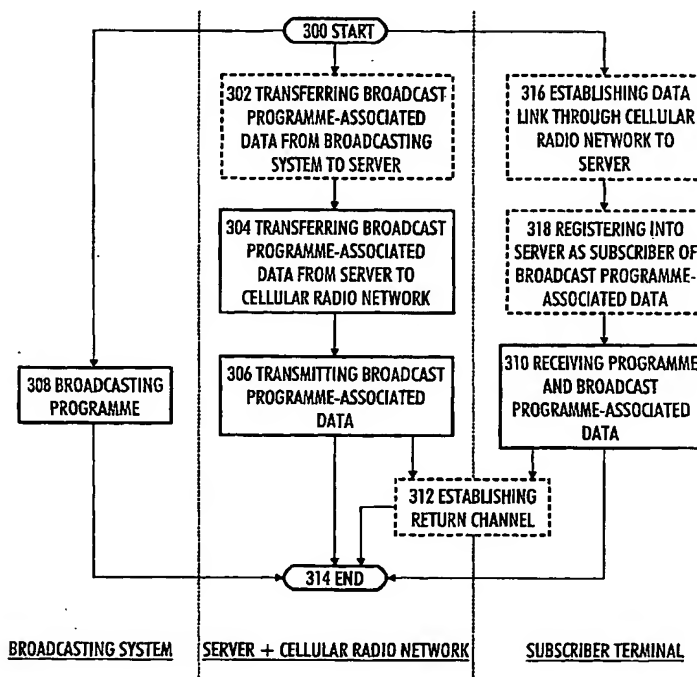 300 START
302 TRANSFERRING BROADCAST
PROGRAMME-ASSOCIATED
DATA FROM BROADCASTING
SYSTEM TO SERVER
316 ESTABLISHING DATA
LINK THROUGH CELLULAR
RADIO NETWORK TO
SERVER
304 TRANSFERRING BROADCAST
PROGRAMME-ASSOCIATED
DATA FROM SERVER TO
CELLULAR RADIO NETWORK
318 REGISTERING INTO
SERVER AS SUBSCRIBER OF
BROADCAST PROGRAMME-
ASSOCIATED DATA
308 BROADCASTING
PROGRAMME
306 TRANSMITTING BROADCAST
PROGRAMME-ASSOCIATED
DATA
310 RECEIVING PROGRAMME
AND BROADCAST
PROGRAMME-ASSOCIATED
DATA
312 ESTABLISHING
RETURN CHANNEL
314 END
BROADCASTING SYSTEM
SERVER + CELLULAR RADIO NETWORK
SUBSCRIBER TERMINAL